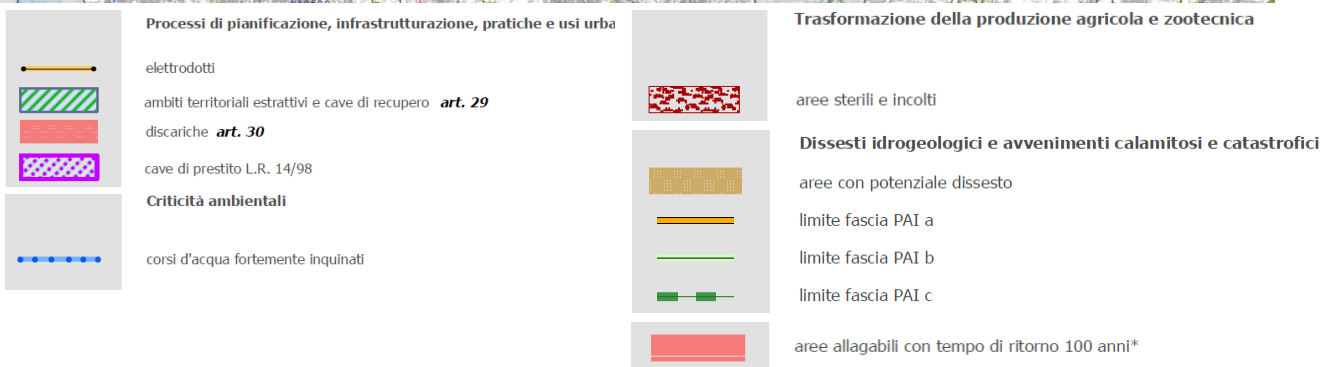 Processi di pianificazione, infrastrutturazione, pratiche e usi urba
elettrodotti
ambiti territoriali estrattivi e cave di recupero art. 29
discariche art. 30
cave di prestito L.R. 14/98
Criticità ambientali
corsi d'acqua fortemente inquinati
Trasformazione della produzione agricola e zootecnica
aree sterili e incolti
Dissesti idrogeologici e avvenimenti calamitosi e catastrofici
aree con potenziale dissesto
limite fascia PAI a
limite fascia PAI b
limite fascia PAI c
aree allagabili con tempo di ritorno 100 anni*